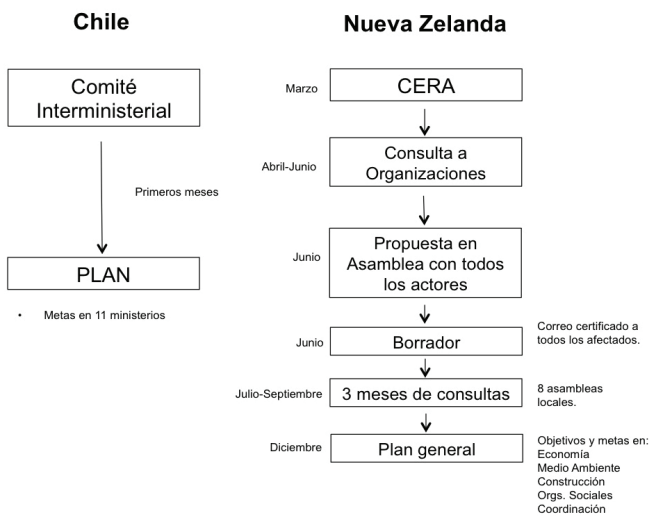 Chile
Comité
Interministerial
Primeros meses
PLAN
• Metas en 11 ministerios
Nueva Zelanda
Marzo
CERA
Abril-Junio
Consulta a
Organizaciones
Junio
Propuesta en
Asamblea con todos
los actores
Junio
Borrador
Correo certificado a
todos los afectados.
Julio-Septiembre
3 meses de consultas
8 asambleas
locales.
Diciembre
Plan general
Objetivos y metas en:
Economía
Medio Ambiente
Construcción
Orgs. Sociales
Coordinación